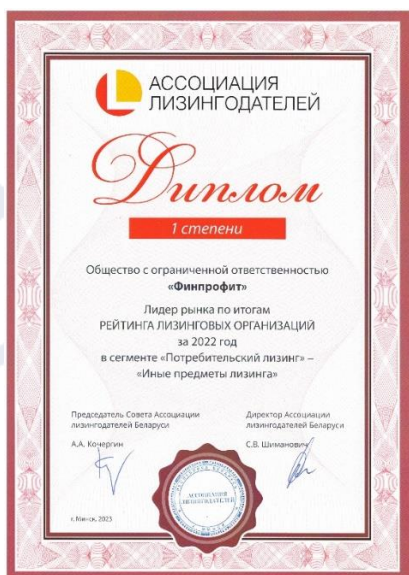 АССОЦИАЦИЯ
ЛИЗИНГОДАТЕЛЕЙ
Диплом
1 степени
Общество с ограниченной ответственностью
«Финпрофит»
Лидер рынка по итогам
РЕЙТИНГА ЛИЗИНГОВЫХ ОРГАНИЗАЦИЙ
за 2022 год
в сегменте «Потребительский лизинг» –
«Иные предметы лизинга»
Председатель Совета Ассоциации
лизингодателей Беларуси
А.А. Кочергин
Директор Ассоциации
лизингодателей Беларуси
С.В. Шиманович
АССОЦИАЦИЯ
ЛИЗИНГОДАТЕЛЕЙ
г. Минск, 2023